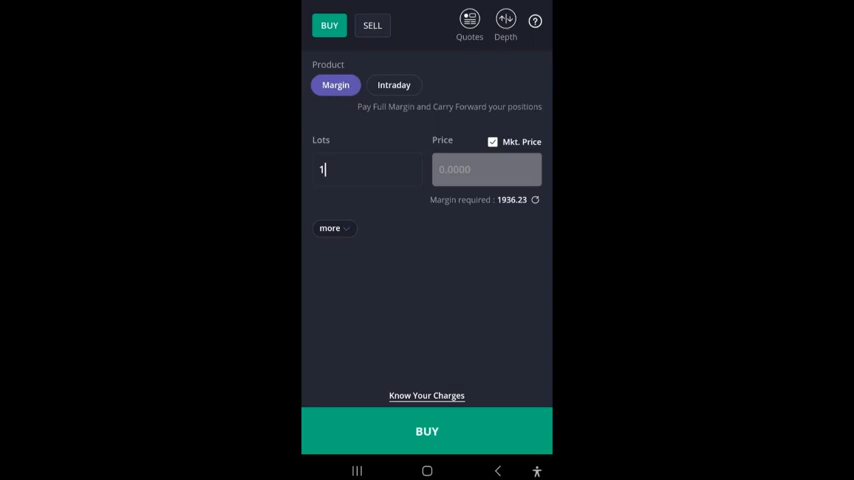 BUY SELL Quotes Depth ?
Product
Margin Intraday
Pay Full Margin and Carry Forward your positions
Lots Price Mkt. Price
1 0.0000
Margin required : 1936.23
more
Know Your Charges
BUY